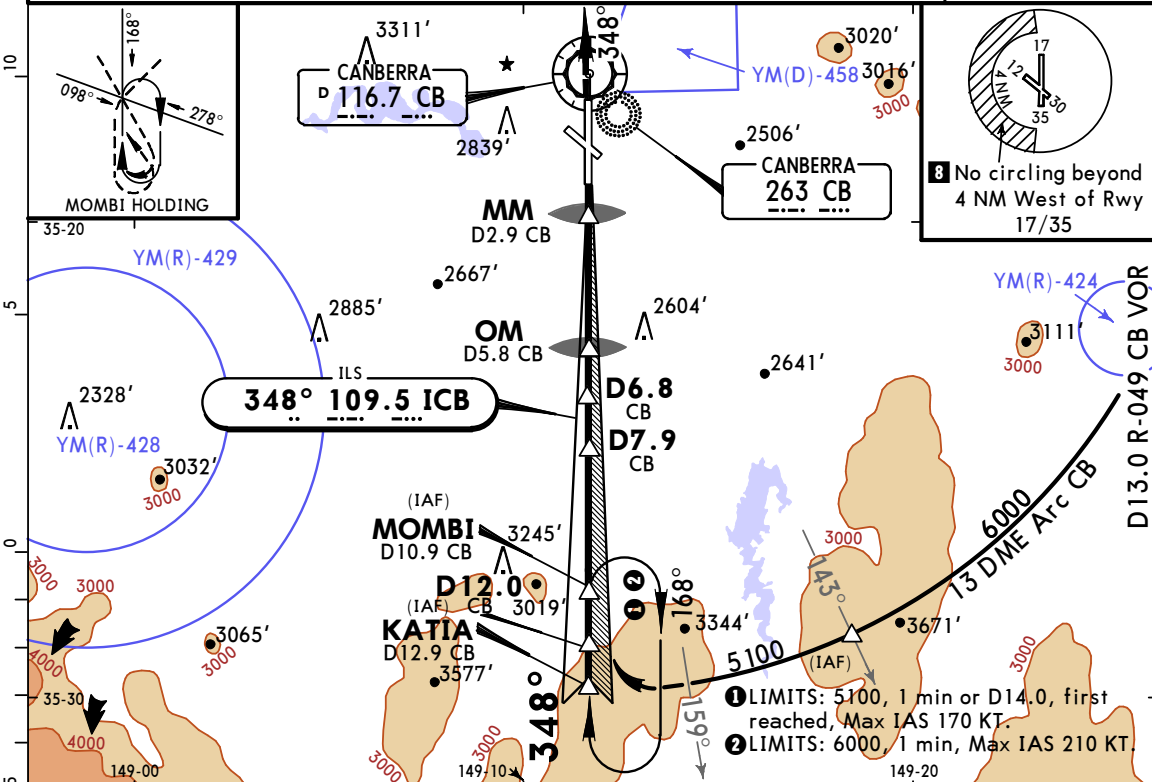 168°
098°
278°
MOMBI HOLDING
10
3311'
348°
CANBERRA
D 116.7 CB
2839'
YM(D)-458
3020'
3016'
3000
2506'
CANBERRA
263 CB
17
12
30
35
4 NM
8 No circling beyond
4 NM West of Rwy
17/35
35-20
YM(R)-429
MM
D2.9 CB
2667'
5
2885'
OM
D5.8 CB
2604'
YM(R)-424
3111'
3000
2641'
ILS
348° 109.5 ICB
D6.8
CB
D7.9
CB
2328'
YM(R)-428
3032'
3000
D13.0 R-049 CB VOR
6000
13 DME Arc CB
(IAF)
MOMBI
D10.9 CB
3245'
0
3000
3000
D12.0
CB
3019'
(IAF)
KATIA
D12.9 CB
3577'
1 2
168°
3344'
3000
143°
3671'
(IAF)
5100
3065'
3000
4000
35-30
4000
348°
159°
3000
1 LIMITS: 5100, 1 min or D14.0, first
reached, Max IAS 170 KT.
2 LIMITS: 6000, 1 min, Max IAS 210 KT.
3000
3000
5
149-00
149-10
149-20